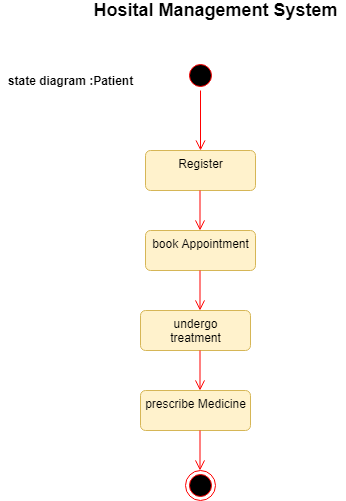 Hosital Management System
state diagram :Patient
Register
book Appointment
undergo
treatment
prescribe Medicine